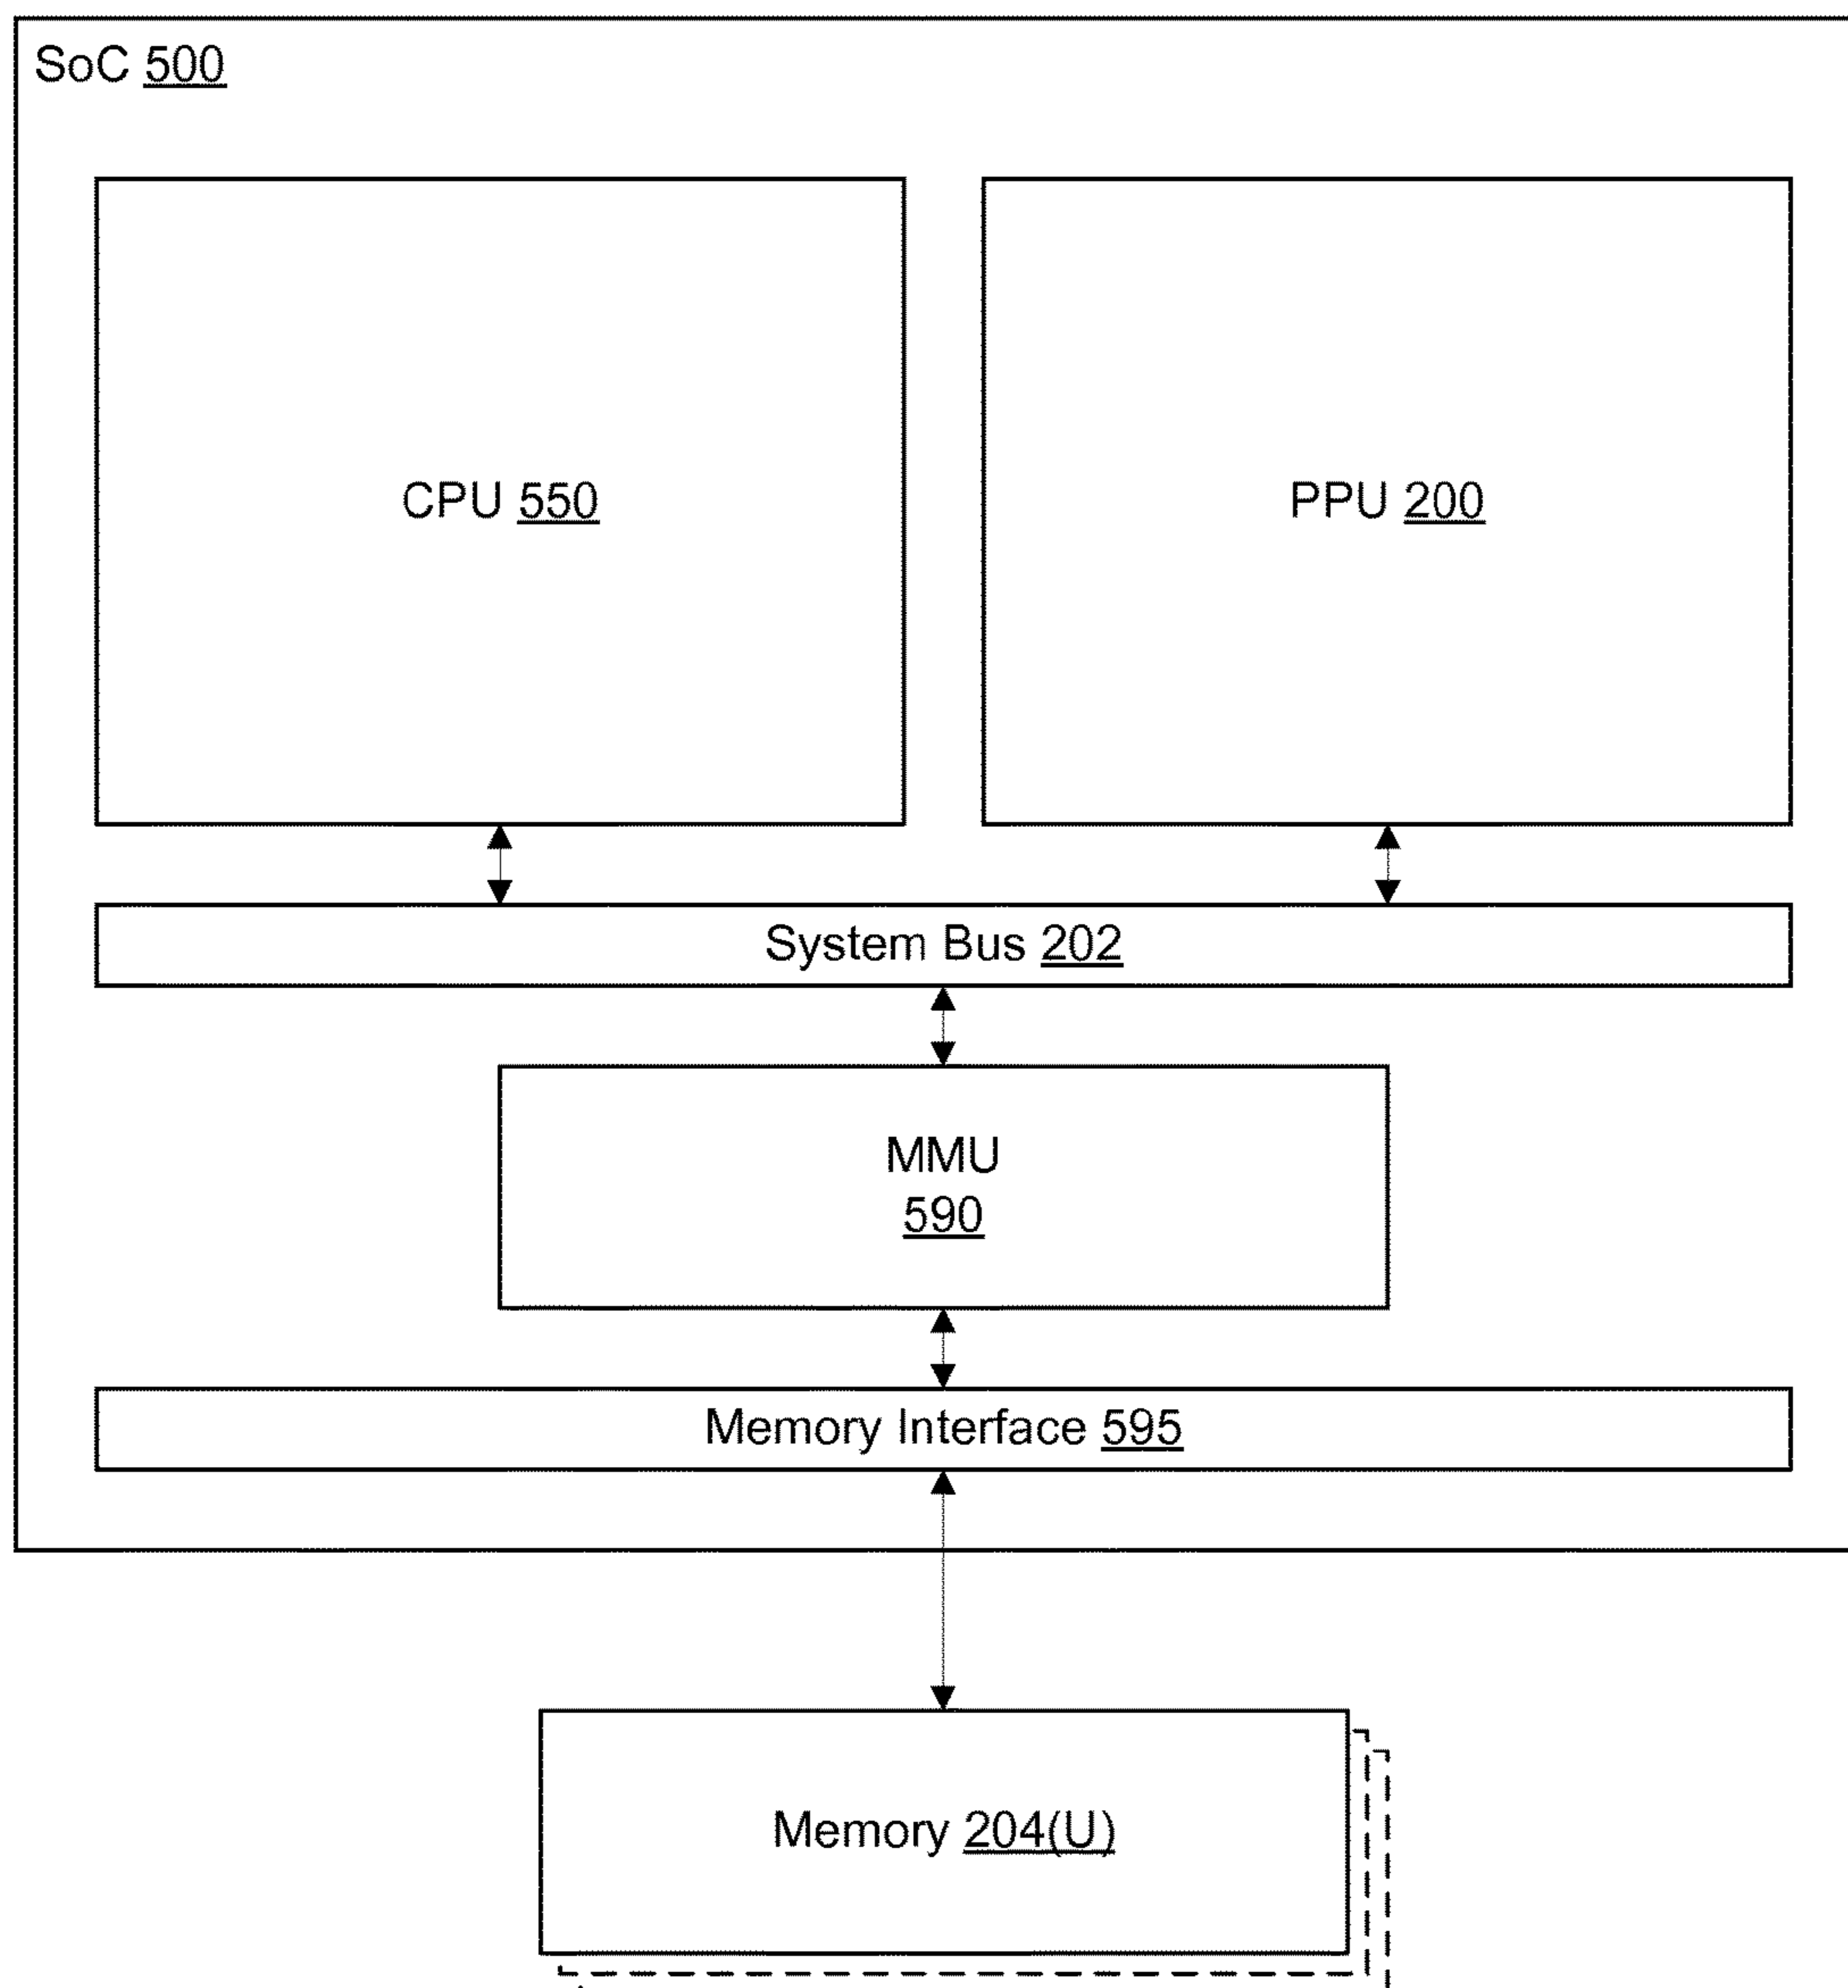 SoC 500
CPU 550
PPU 200
System Bus 202
MMU
590
Memory Interface 595
Memory 204(U)